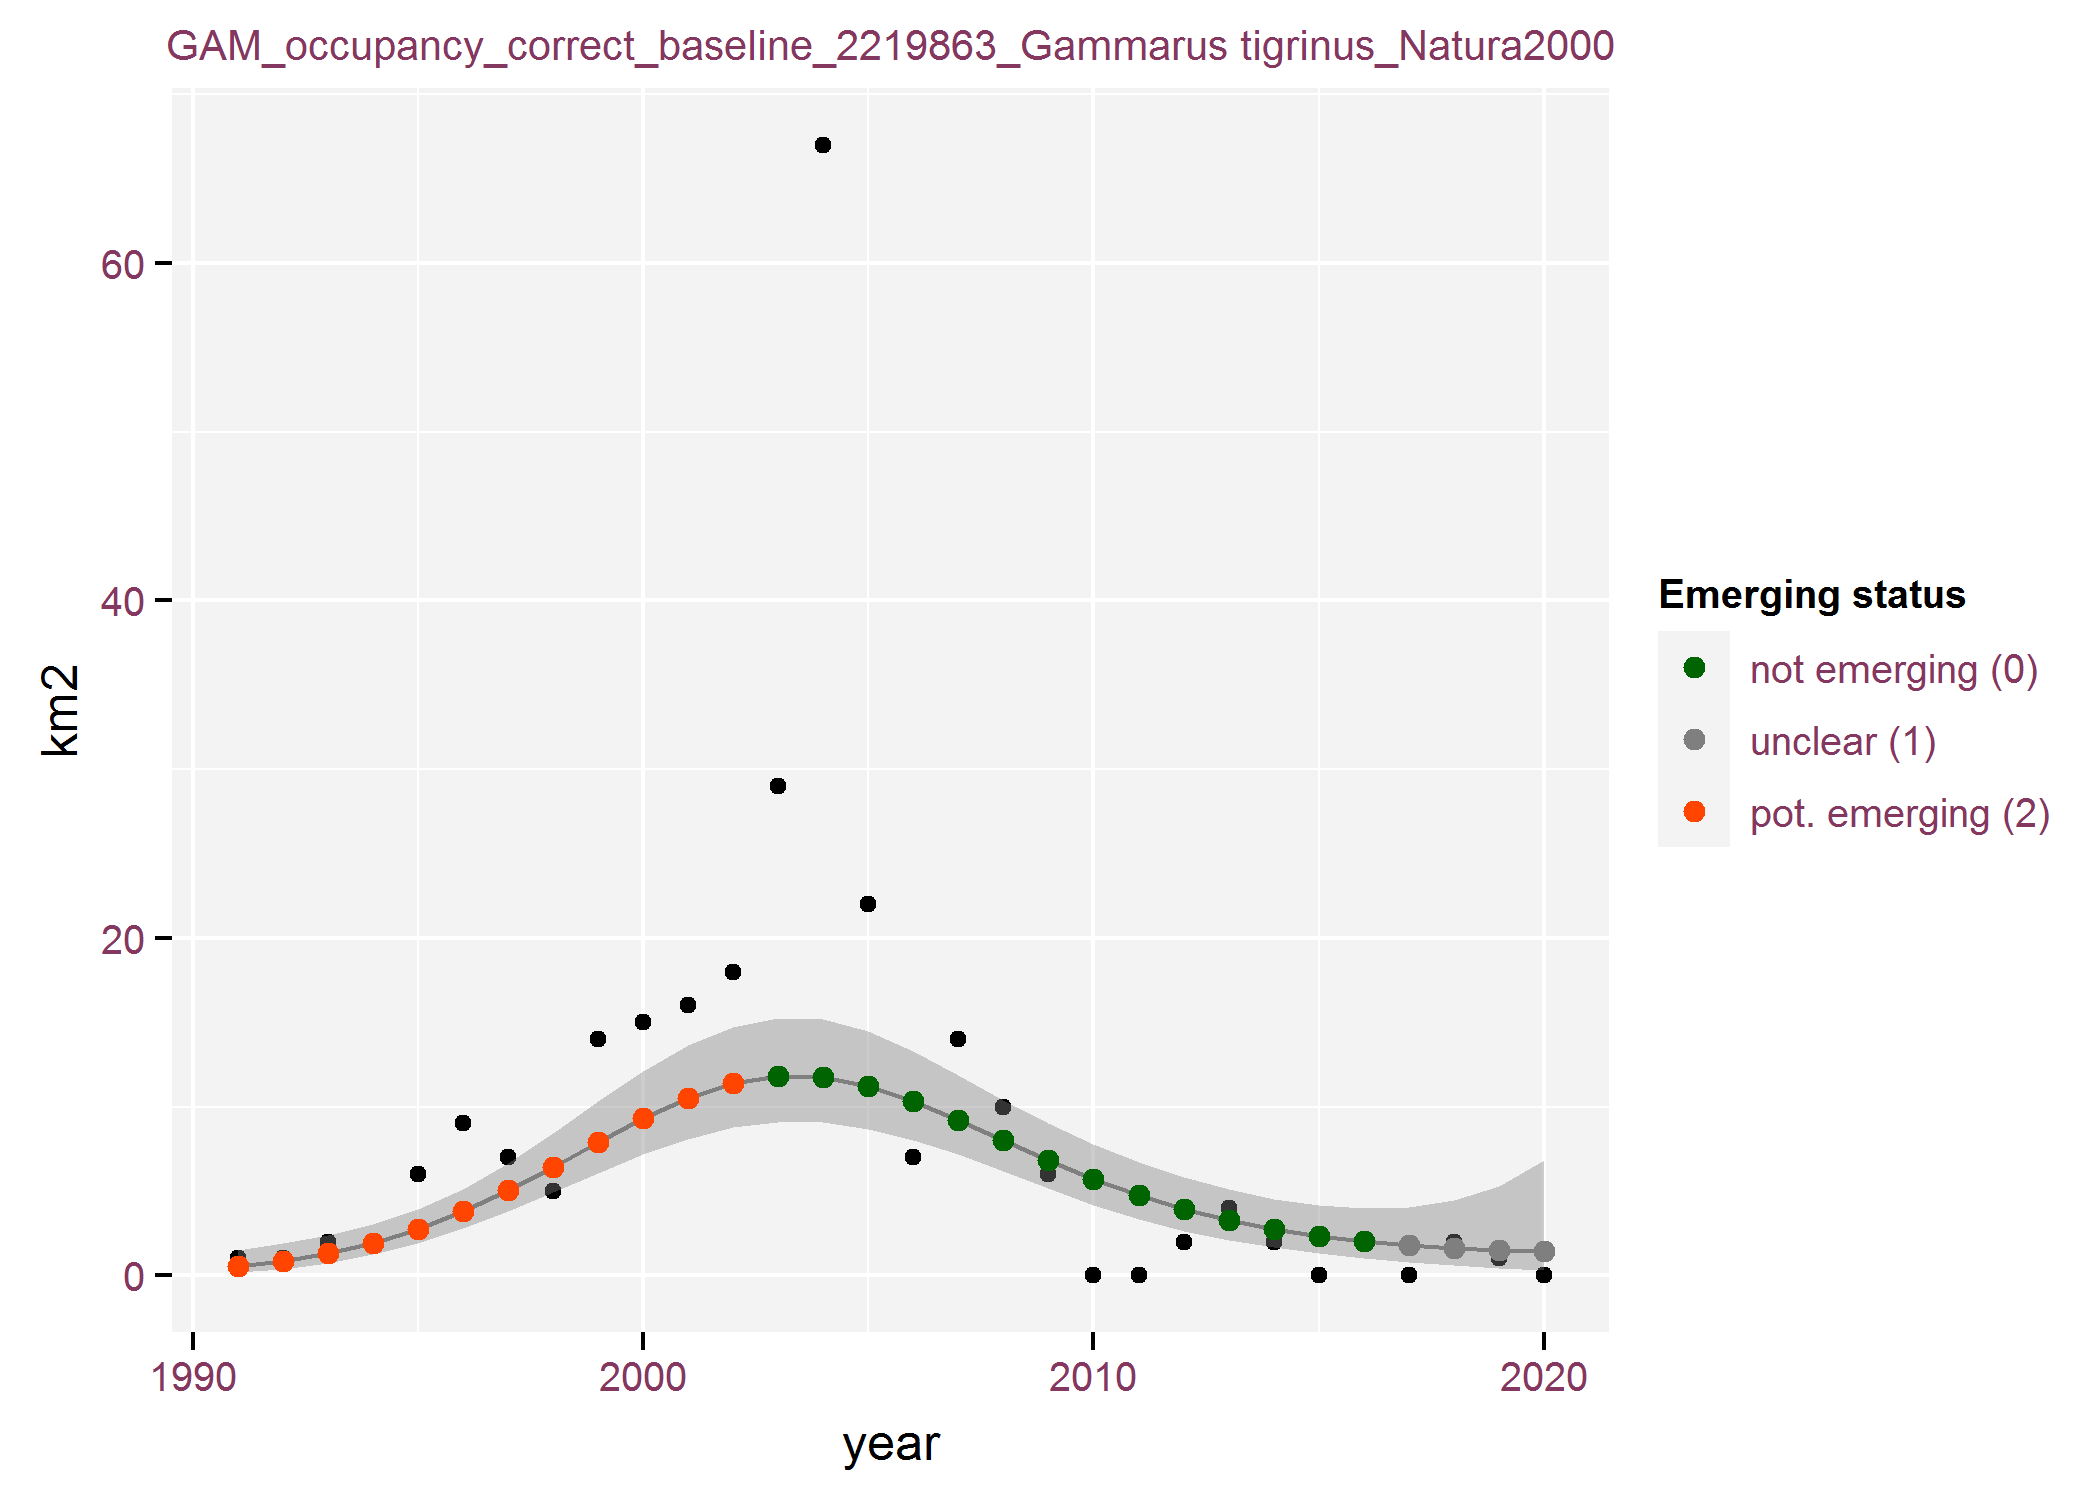 GAM_occupancy_correct_baseline_2219863_Gammarus tigrinus_Natura2000
60
40
20
0
km2
1990
2000
2010
2020
year
Emerging status
not emerging (0)
unclear (1)
pot. emerging (2)